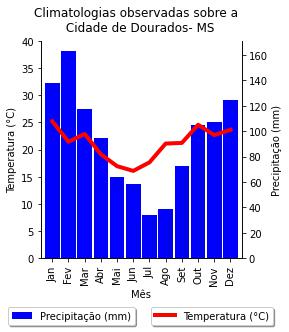 Climatologias observadas sobre a
Cidade de Dourados- MS
Temperatura (°C)
40
35
30
25
20
15
10
5
0
Precipitação (mm)
160
140
120
100
80
60
40
20
0
Jan Fev Mar Abr Mai Jun Jul Ago Set Out Nov Dez
Mês
Precipitação (mm) Temperatura (°C)